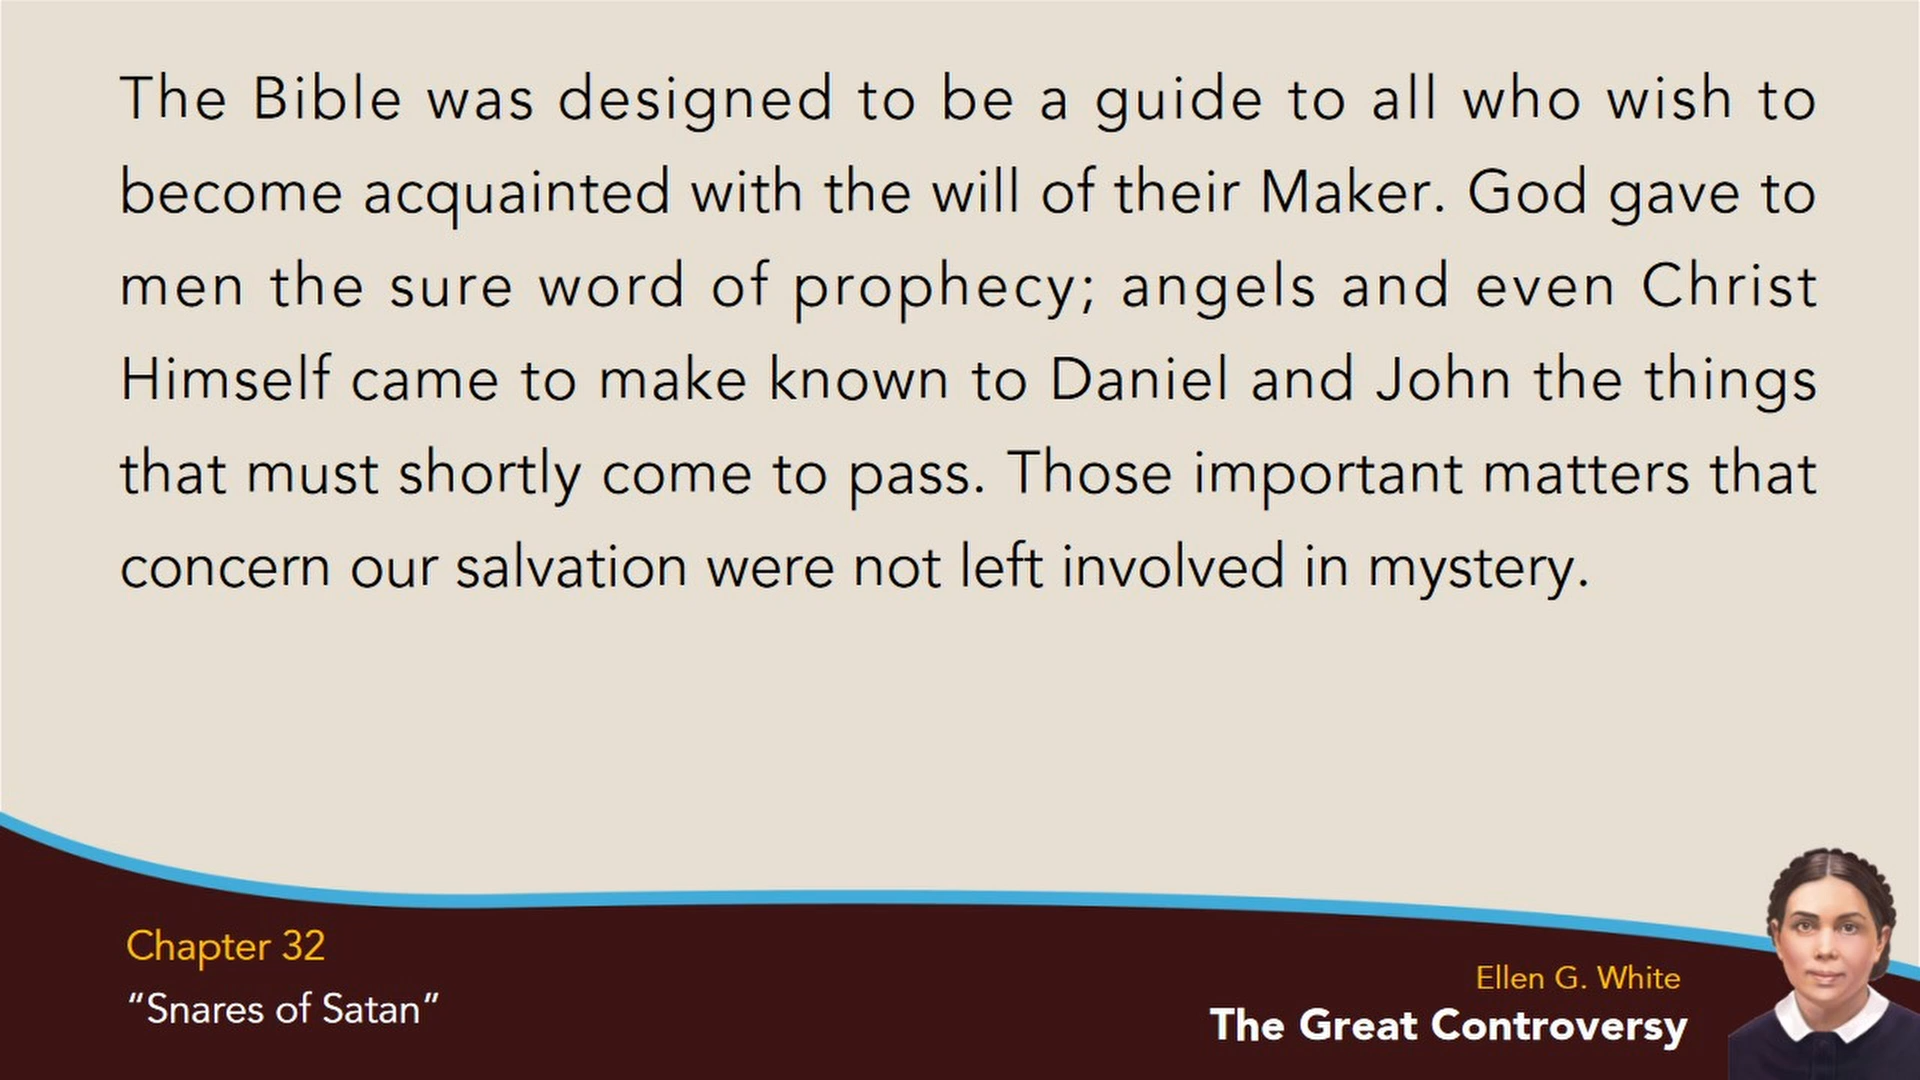 The Bible was designed to be a guide to all who wish to
become acquainted with the will of their Maker. God gave to
men the sure word of prophecy; angels and even Christ
Himself came to make known to Daniel and John the things
that must shortly come to pass. Those important matters that
concern our salvation were not left involved in mystery.
Chapter 32
“Snares of Satan”
Ellen G. White
The Great Controversy